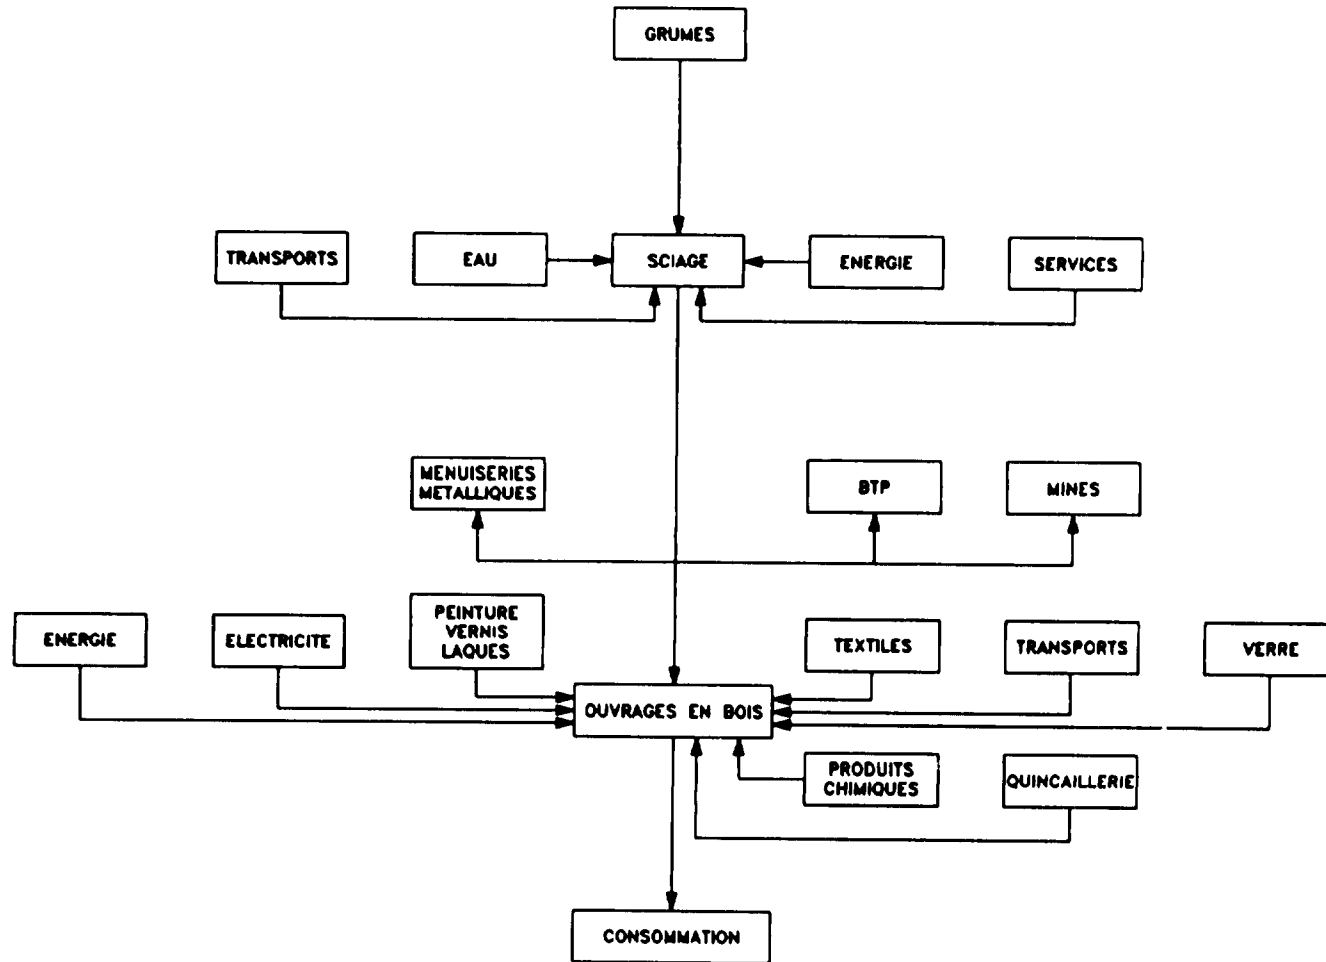 GRUMES
TRANSPORTS
EAU
SCIAGE
ENERGIE
SERVICES
MENUISERIES
METALLIQUES
BTP
MINES
ENERGIE
ELECTRICITE
PEINTURE
VERNIS
LAQUES
TEXTILES
TRANSPORTS
VERRE
OUVRAGES EN BOIS
PRODUITS
CHIMIQUES
QUINCAILLERIE
CONSOMMATION